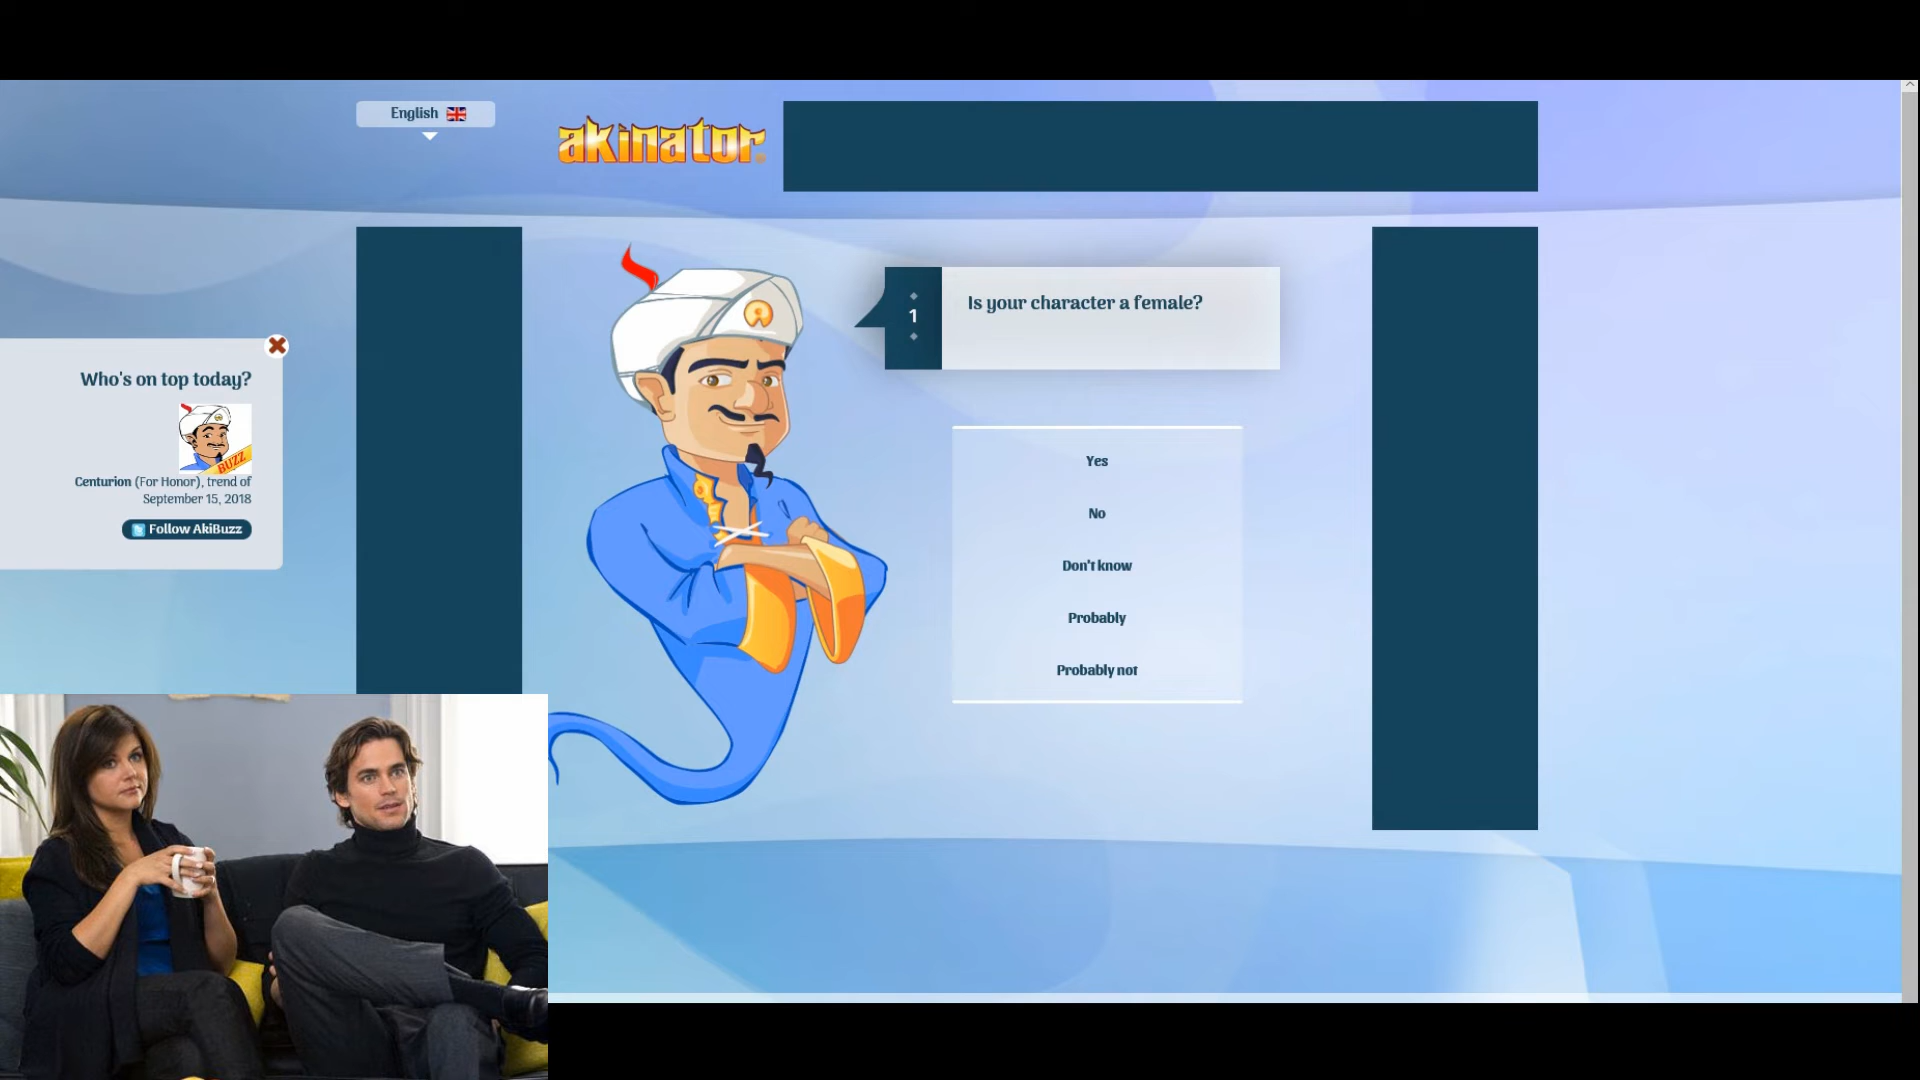 English
akinator
1
Is your character a female?
Yes
No
Don't know
Probably
Probably not
Who's on top today?
BUZZ
Centurion (For Honor), trend of
September 15, 2018
Follow AkiBuzz